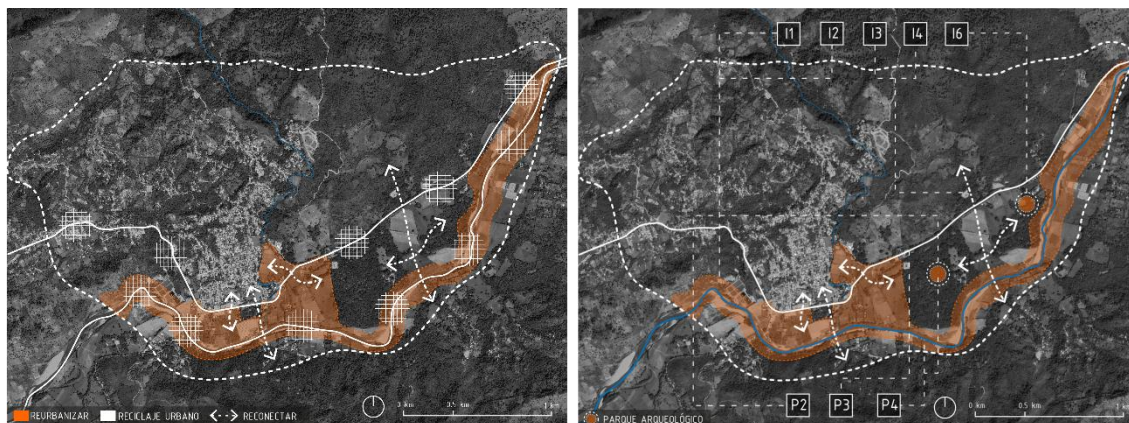 I1 I2 I3 I4 I6
REURBANIZAR RECICLAJE URBANO RECONECTAR 0 km 0.5 km 1 km
P2 P3 P4
PARQUE ARQUEOLÓGICO 0 km 0.5 km 1 km